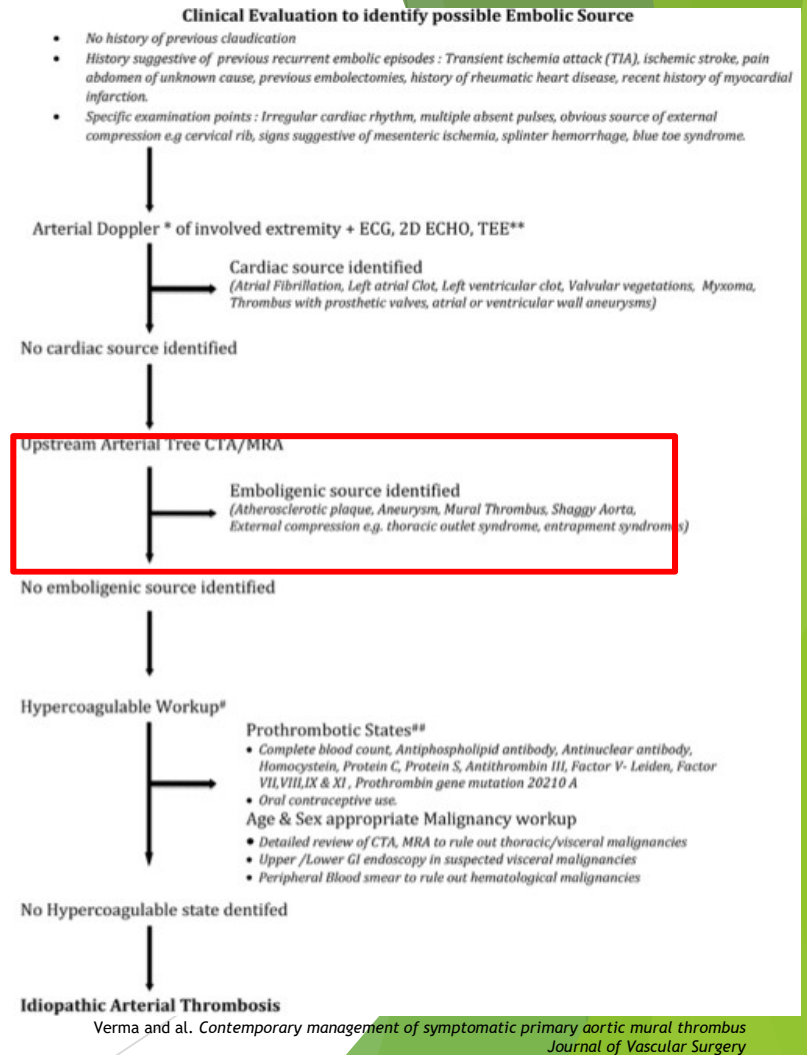 Clinical Evaluation to identify possible Embolic Source
• No history of previous claudication
• History suggestive of previous recurrent embolic episodes : Transient ischemia attack (TIA), ischemic stroke, pain
abdomen of unknown cause, previous embolectomies, history of rheumatic heart disease, recent history of myocardial
infarction.
• Specific examination points : Irregular cardiac rhythm, multiple absent pulses, obvious source of external
compression e.g cervical rib, signs suggestive of mesenteric ischemia, splinter hemorrhage, blue toe syndrome.
Arterial Doppler * of involved extremity + ECG, 2D ECHO, TEE**
Cardiac source identified
(Atrial Fibrillation, Left atrial Clot, Left ventricular clot, Valvular vegetations, Myxoma,
Thrombus with prosthetic valves, atrial or ventricular wall aneurysms)
No cardiac source identified
Upstream Arterial Tree CTA/MRA
Emboligenic source identified
(Atherosclerotic plaque, Aneurysm, Mural Thrombus, Shaggy Aorta,
External compression e.g. thoracic outlet syndrome, entrapment syndromes)
No emboligenic source identified
Hypercoagulable Workup#
Prothrombotic States##
• Complete blood count, Antiphospholipid antibody, Antinuclear antibody,
Homocystein, Protein C, Protein S, Antithrombin III, Factor V- Leiden, Factor
VII,VIII,IX & XI , Prothrombin gene mutation 20210 A
• Oral contraceptive use.
Age & Sex appropriate Malignancy workup
• Detailed review of CTA, MRA to rule out thoracic/visceral malignancies
• Upper /Lower GI endoscopy in suspected visceral malignancies
• Peripheral Blood smear to rule out hematological malignancies
No Hypercoagulable state dentifed
Idiopathic Arterial Thrombosis
Verma and al. Contemporary management of symptomatic primary aortic mural thrombus
Journal of Vascular Surgery